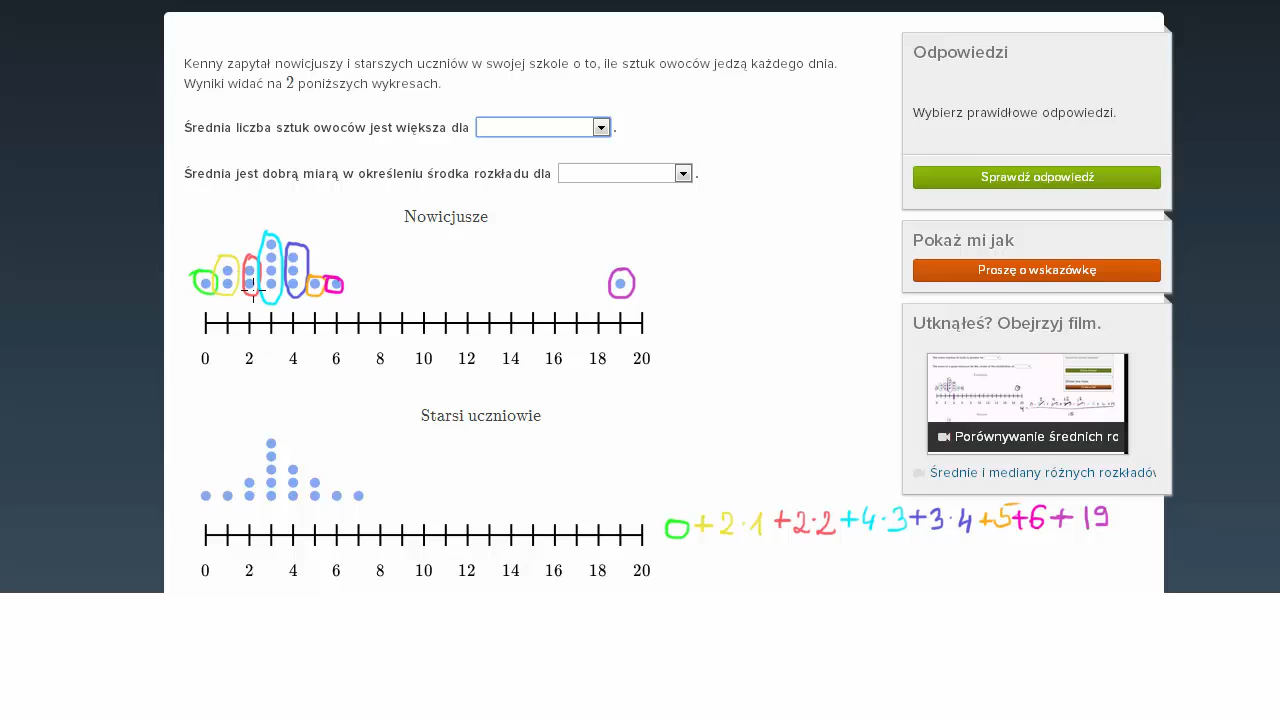 Kenny zapytał nowicjuszy i starszych uczniów w swojej szkole o to, ile sztuk owoców jedzą każdego dnia.
Wyniki widać na 2 poniższych wykresach.
Średnia liczba sztuk owoców jest większa dla .
Średnia jest dobrą miarą w określeniu środka rozkładu dla .
Nowicjusze
0 2 4 6 8 10 12 14 16 18 20
Starsi uczniowie
0 2 4 6 8 10 12 14 16 18 20
0 + 2·1 + 2·2 + 4·3 + 3·4 + 5 + 6 + 19
Odpowiedzi
Wybierz prawidłowe odpowiedzi.
Sprawdź odpowiedź
Pokaż mi jak
Proszę o wskazówkę
Utknąłeś? Obejrzyj film.
Porównywanie średnich ro
Średnie i mediany różnych rozkładóv